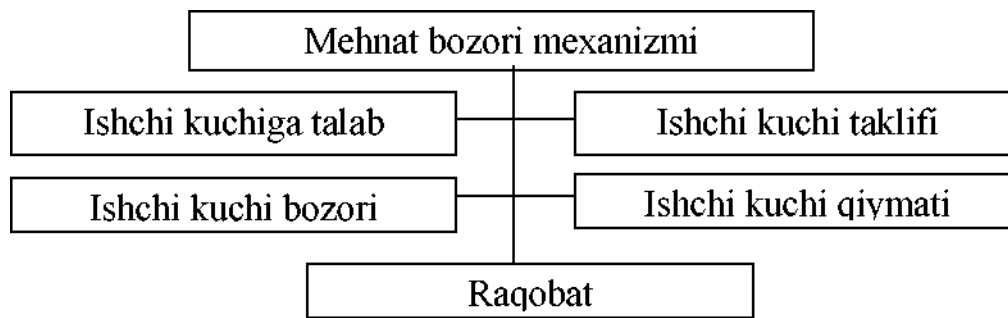 Mehnat bozori mexanizmi
Ishchi kuchiga talab
Ishchi kuchi taklifi
Ishchi kuchi bozori
Ishchi kuchi qiymati
Raqobat